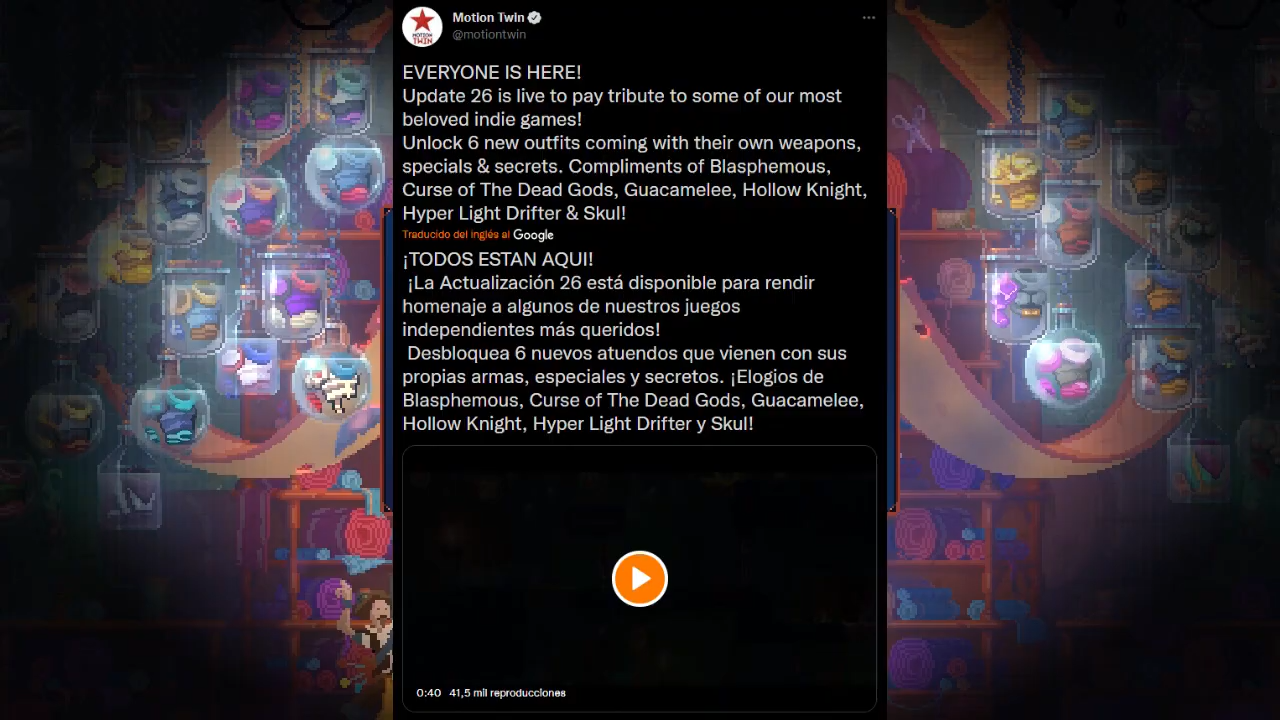 Motion Twin
@motiontwin
MOTION
TWIN
EVERYONE IS HERE!
Update 26 is live to pay tribute to some of our most
beloved indie games!
Unlock 6 new outfits coming with their own weapons,
specials & secrets. Compliments of Blasphemous,
Curse of The Dead Gods, Guacamelee, Hollow Knight,
Hyper Light Drifter & Skul!
Traducido del inglés al Google
¡TODOS ESTAN AQUI!
¡La Actualización 26 está disponible para rendir
homenaje a algunos de nuestros juegos
independientes más queridos!
Desbloquea 6 nuevos atuendos que vienen con sus
propias armas, especiales y secretos. ¡Elogios de
Blasphemous, Curse of The Dead Gods, Guacamelee,
Hollow Knight, Hyper Light Drifter y Skul!
0:40 41,5 mil reproducciones